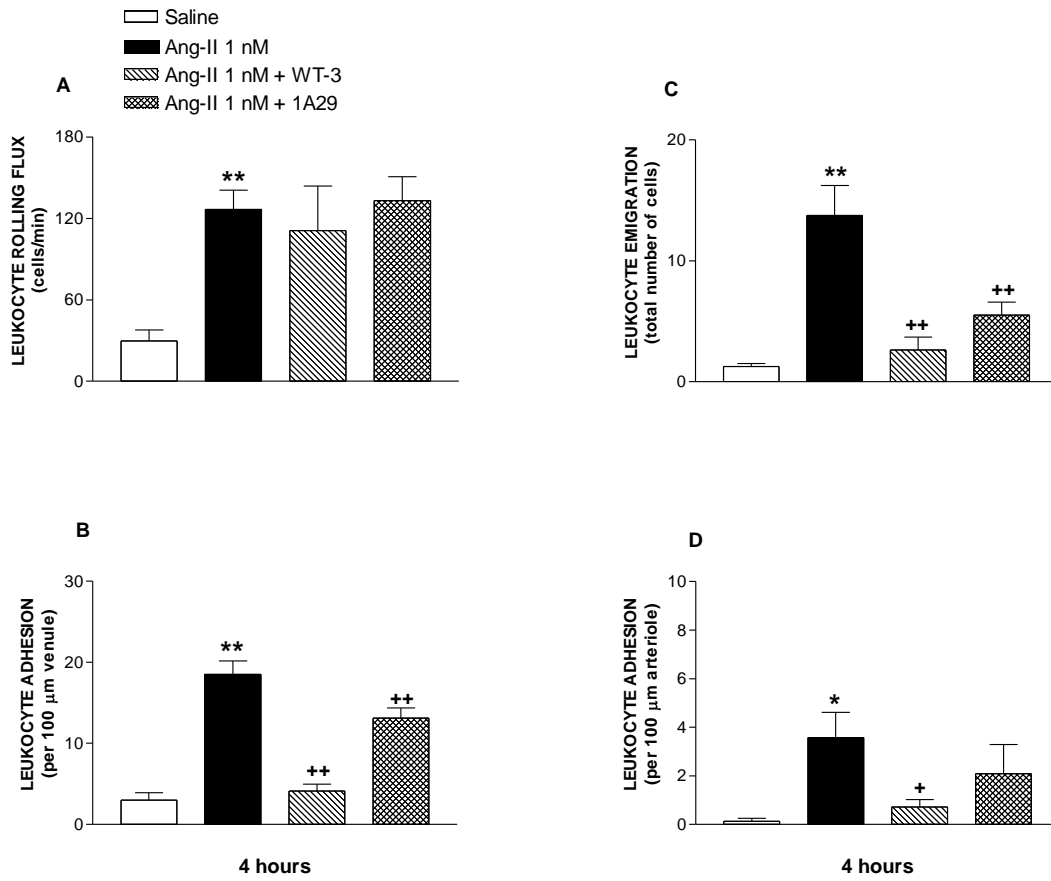 Saline
Ang-II 1 nM
Ang-II 1 nM + WT-3
Ang-II 1 nM + 1A29
A
LEUKOCYTE ROLLING FLUX
(cells/min)
180
120
60
0
**
C
LEUKOCYTE EMIGRATION
(total number of cells)
20
10
0
**
++
++
B
LEUKOCYTE ADHESION
(per 100 μm venule)
30
20
10
0
**
++
++
4 hours
D
LEUKOCYTE ADHESION
(per 100 μm arteriole)
10
8
6
4
2
0
*
+
4 hours